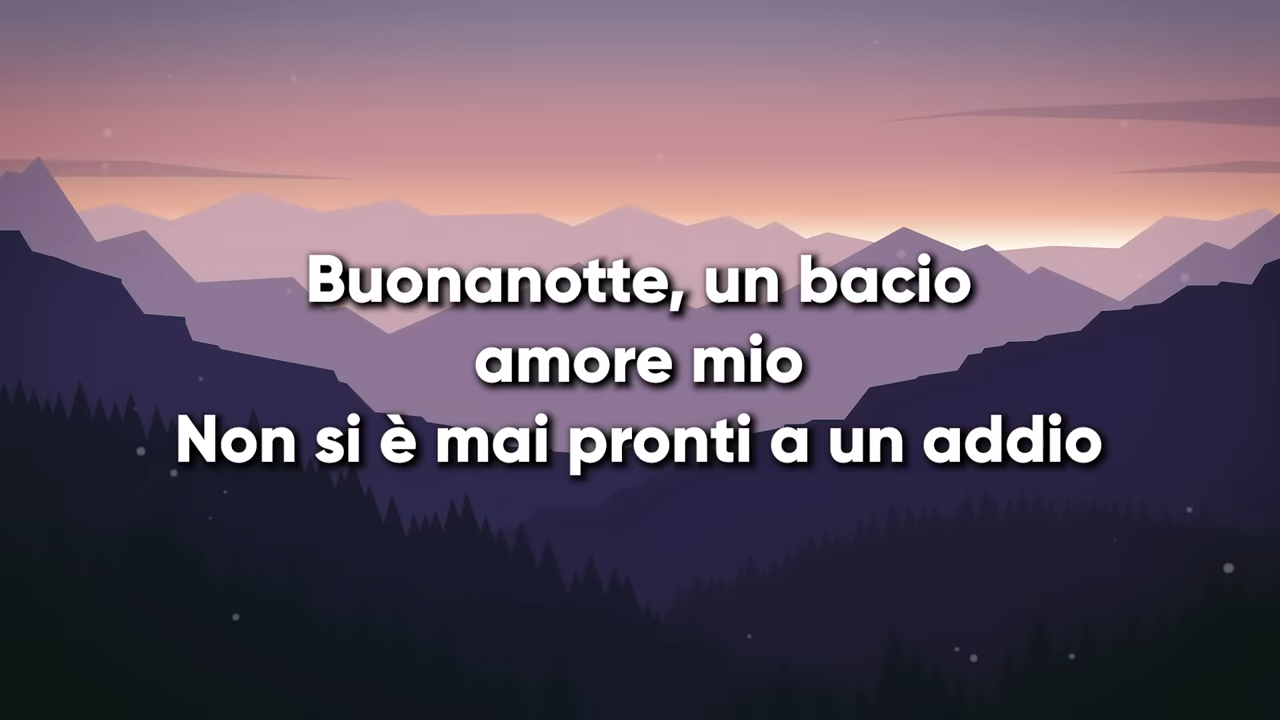 Buonanotte, un bacio
amore mio
Non si è mai pronti a un addio